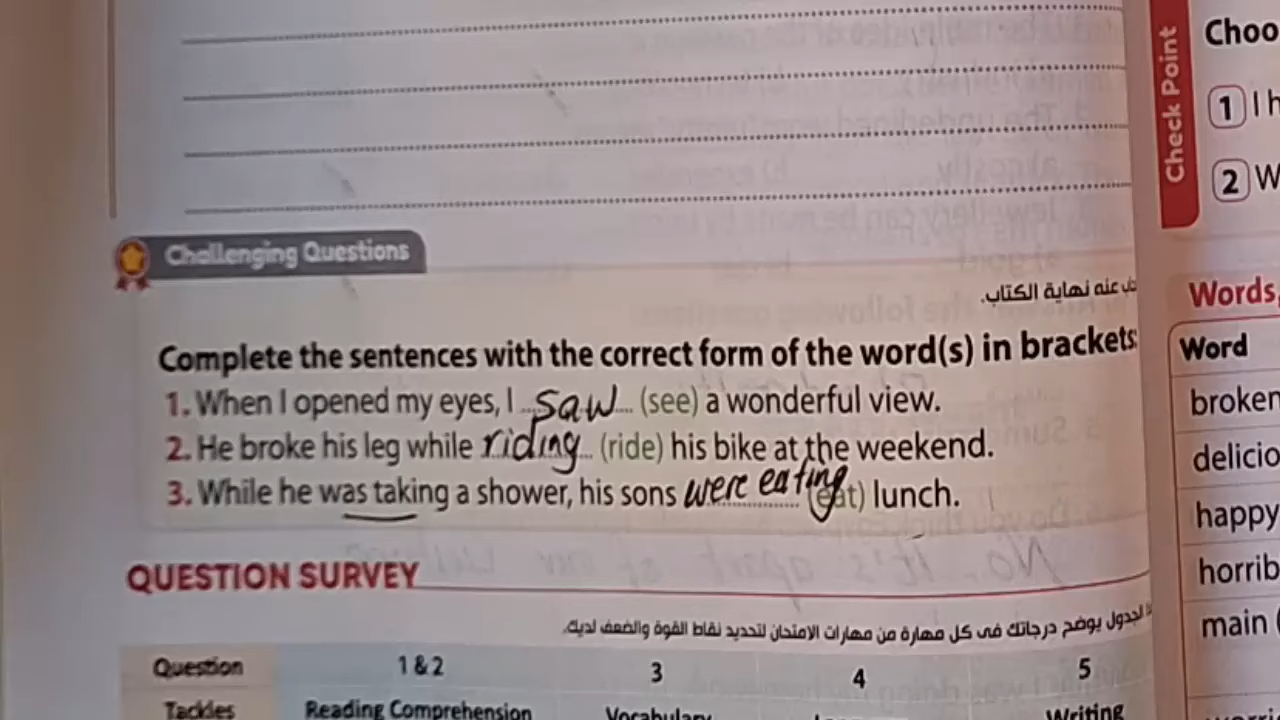 Choo
Check Point
1 I h
2 W
Challenging Questions
عنه نهاية الكتاب.
Complete the sentences with the correct form of the word(s) in brackets
1. When I opened my eyes, I saw (see) a wonderful view.
2. He broke his leg while riding (ride) his bike at the weekend.
3. While he was taking a shower, his sons were eating (eat) lunch.
QUESTION SURVEY
الجدول يوضح درجاتك في كل مهارة من مهارات الامتحان لتحديد نقاط القوة والضعف لديك.
Question 1 & 2 3 4 5
Tackles Reading Comprehension Vocabulary Writing
Words,
Word
broken
delicio
happy
horrib
main (